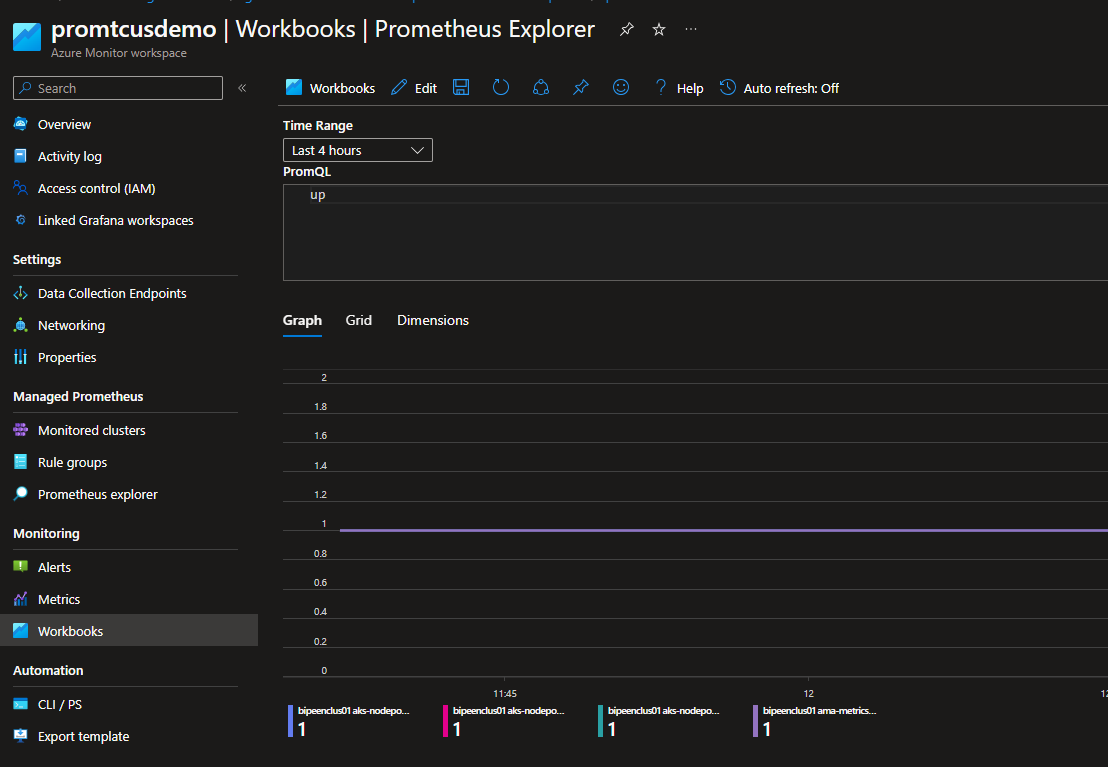 promtcusdemo | Workbooks | Prometheus Explorer ...
Azure Monitor workspace
Search «
Workbooks Edit Help Auto refresh: Off
Overview
Activity log
Access control (IAM)
Linked Grafana workspaces
Settings
Data Collection Endpoints
Networking
Properties
Managed Prometheus
Monitored clusters
Rule groups
Prometheus explorer
Monitoring
Alerts
Metrics
Workbooks
Automation
CLI / PS
Export template
Time Range
Last 4 hours
PromQL
up
Graph Grid Dimensions
2
1.8
1.6
1.4
1.2
1
0.8
0.6
0.4
0.2
0
11:45 12
bipeenclus01 aks-nodepo... bipeenclus01 aks-nodepo... bipeenclus01 aks-nodepo... bipeenclus01 ama-metrics...
1 1 1 1